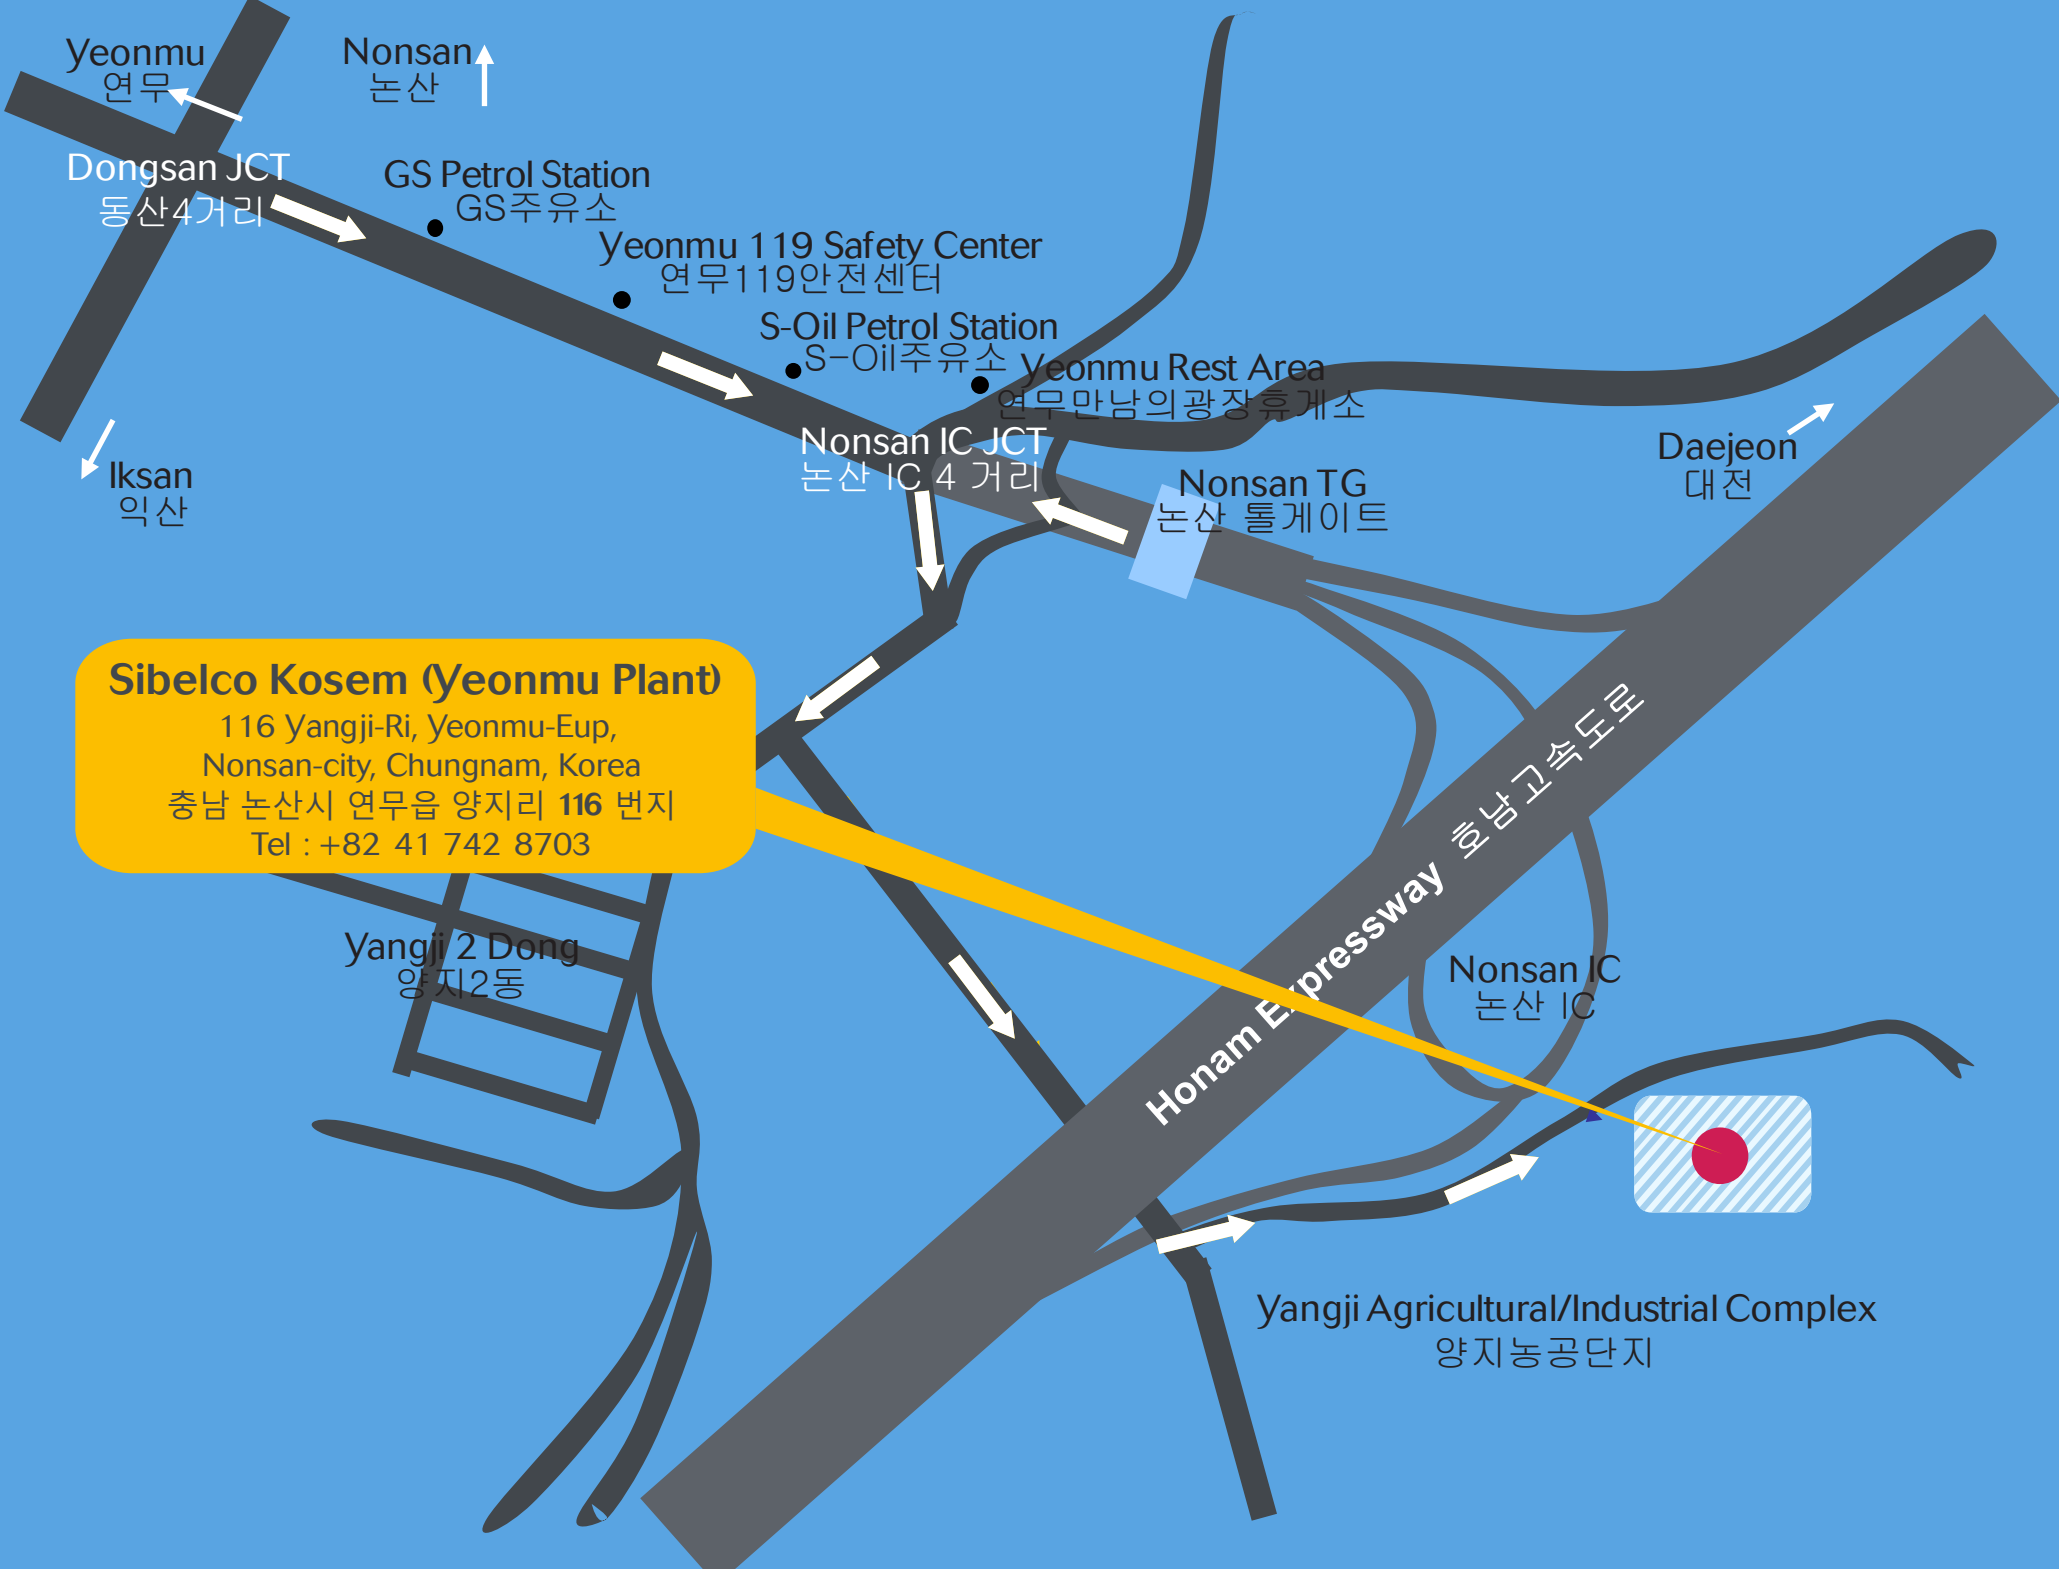 Yeonmu
연무
Nonsan
논산
Dongsan JCT
동산4거리
GS Petrol Station
GS주유소
Yeonmu 119 Safety Center
연무119안전센터
S-Oil Petrol Station
S-Oil주유소
Yeonmu Rest Area
연무만남의광장휴게소
Nonsan IC JCT
논산 IC 4 거리
Nonsan TG
논산 톨게이트
Daejeon
대전
Iksan
익산
Sibelco Kosem (Yeonmu Plant)
116 Yangji-Ri, Yeonmu-Eup,
Nonsan-city, Chungnam, Korea
충남 논산시 연무읍 양지리 116 번지
Tel : +82 41 742 8703
Honam Expressway 호남고속도로
Yangji 2 Dong
양지2동
Nonsan IC
논산 IC
Yangji Agricultural/Industrial Complex
양지농공단지